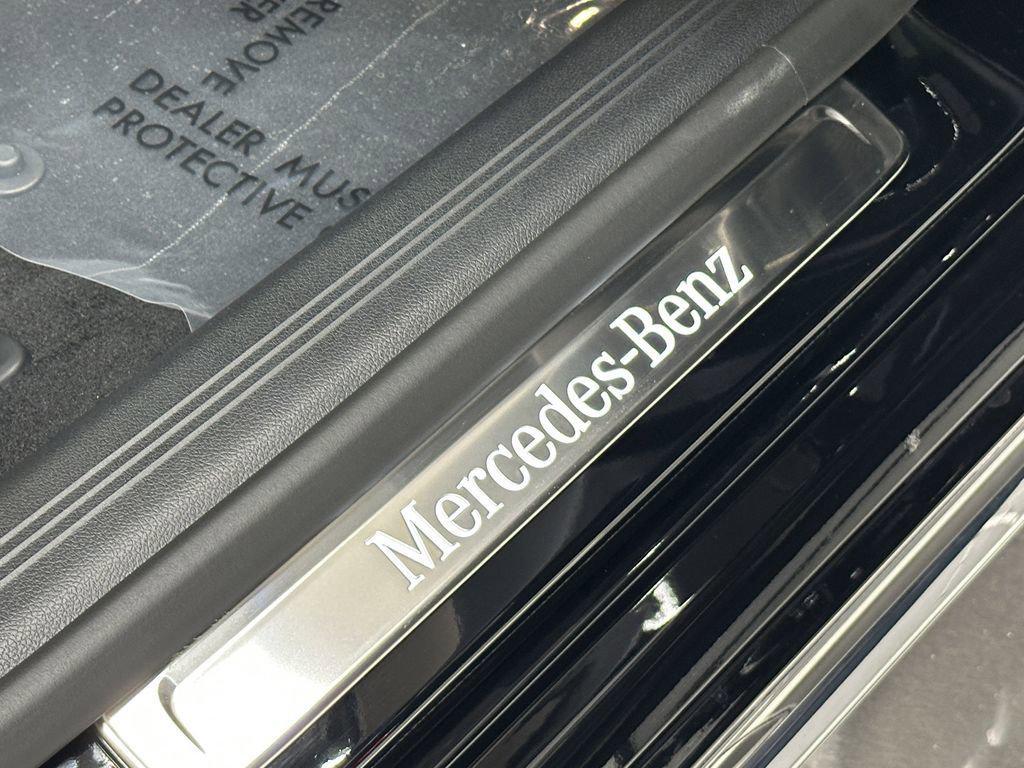 REMOVE
DEALER MUS
PROTECTIVE
Mercedes-Benz